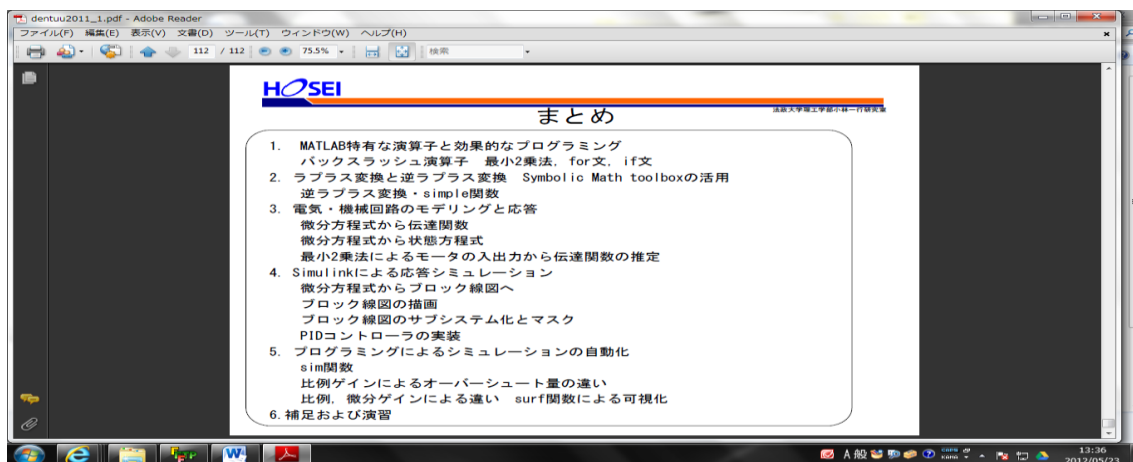 dentuu2011_1.pdf - Adobe Reader
ファイル(F) 編集(E) 表示(V) 文書(D) ツール(T) ウィンドウ(W) ヘルプ(H)
112 / 112 75.5% 検索
HOSEI
法政大学理工学部小林一行研究室
まとめ
1. MATLAB特有な演算子と効果的なプログラミング
バックスラッシュ演算子 最小2乗法, for文, if文
2. ラプラス変換と逆ラプラス変換 Symbolic Math toolboxの活用
逆ラプラス変換・simple関数
3. 電気・機械回路のモデリングと応答
微分方程式から伝達関数
微分方程式から状態方程式
最小2乗法によるモータの入出力から伝達関数の推定
4. Simulinkによる応答シミュレーション
微分方程式からブロック線図へ
ブロック線図の描画
ブロック線図のサブシステム化とマスク
PIDコントローラの実装
5. プログラミングによるシミュレーションの自動化
sim関数
比例ゲインによるオーバーシュート量の違い
比例, 微分ゲインによる違い surf関数による可視化
6. 補足および演習
A 般 CAPS KANA
13:36
2012/05/23